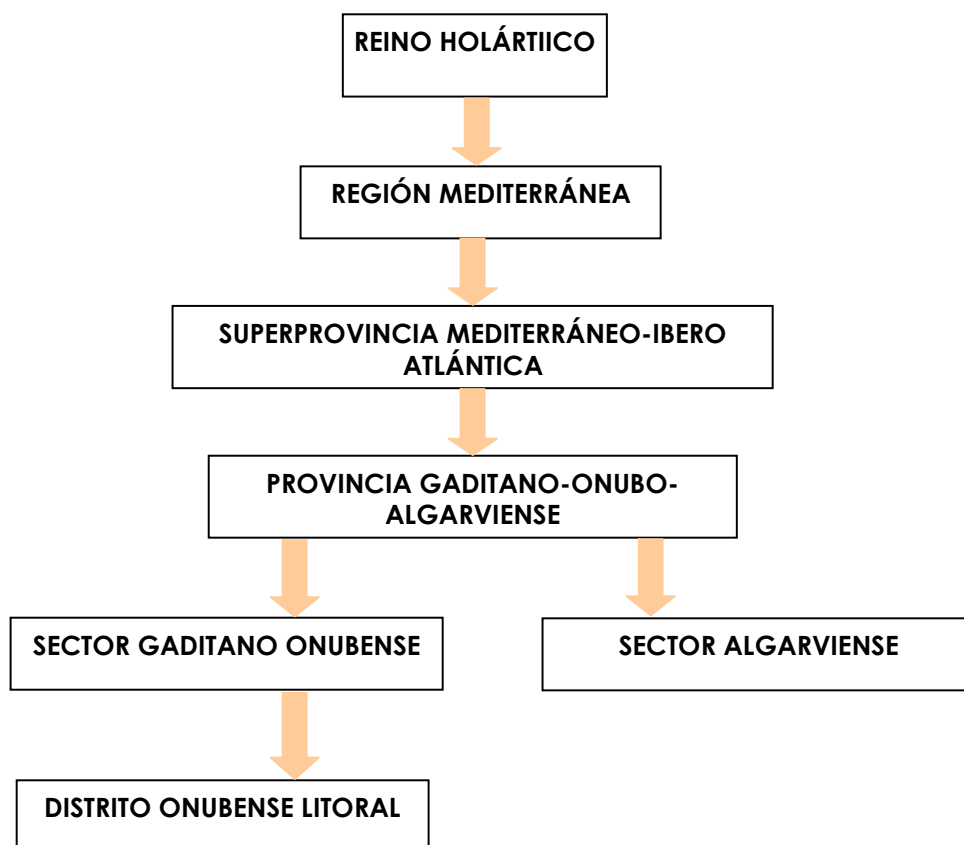 REINO HOLÁRTIICO
REGIÓN MEDITERRÁNEA
SUPERPROVINCIA MEDITERRÁNEO-IBERO
ATLÁNTICA
PROVINCIA GADITANO-ONUBO-
ALGARVIENSE
SECTOR GADITANO ONUBENSE
SECTOR ALGARVIENSE
DISTRITO ONUBENSE LITORAL